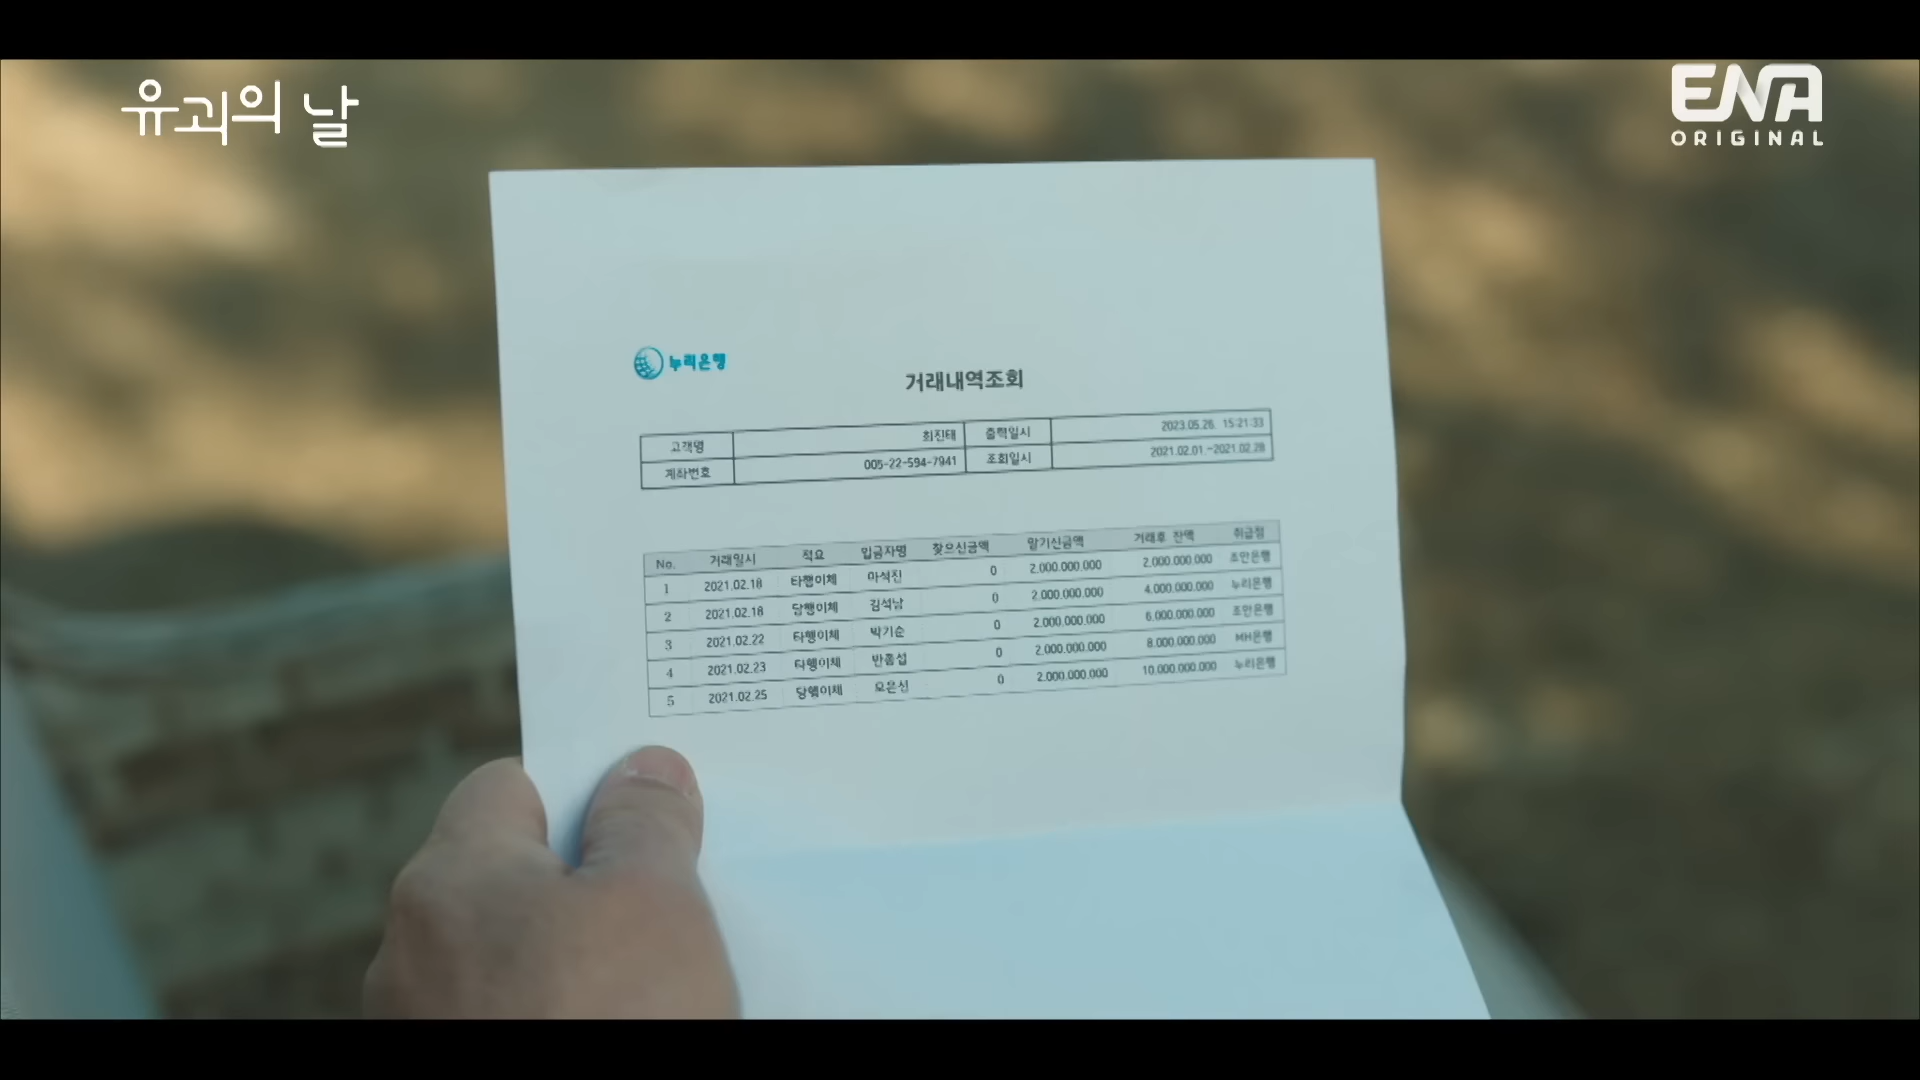 유괴의 날
ENA
ORIGINAL
누리은행
거래내역조회
고객명 최진태 출력일시 2023.05.26. 15:21:33
계좌번호 005-22-594-7941 조회일시 2021.02.01.~2021.02.28
No. 거래일시 적요 입금자명 찾으신금액 맡기신금액 거래후 잔액 취급점
1 2021.02.18 타행이체 마석진 0 2.000.000.000 2.000.000.000 조안은행
2 2021.02.18 당행이체 김석남 0 2.000.000.000 4.000.000.000 누리은행
3 2021.02.22 타행이체 박기순 0 2.000.000.000 6.000.000.000 조안은행
4 2021.02.23 타행이체 반홍섭 0 2.000.000.000 8.000.000.000 MH은행
5 2021.02.25 당행이체 모은선 0 2.000.000.000 10.000.000.000 누리은행